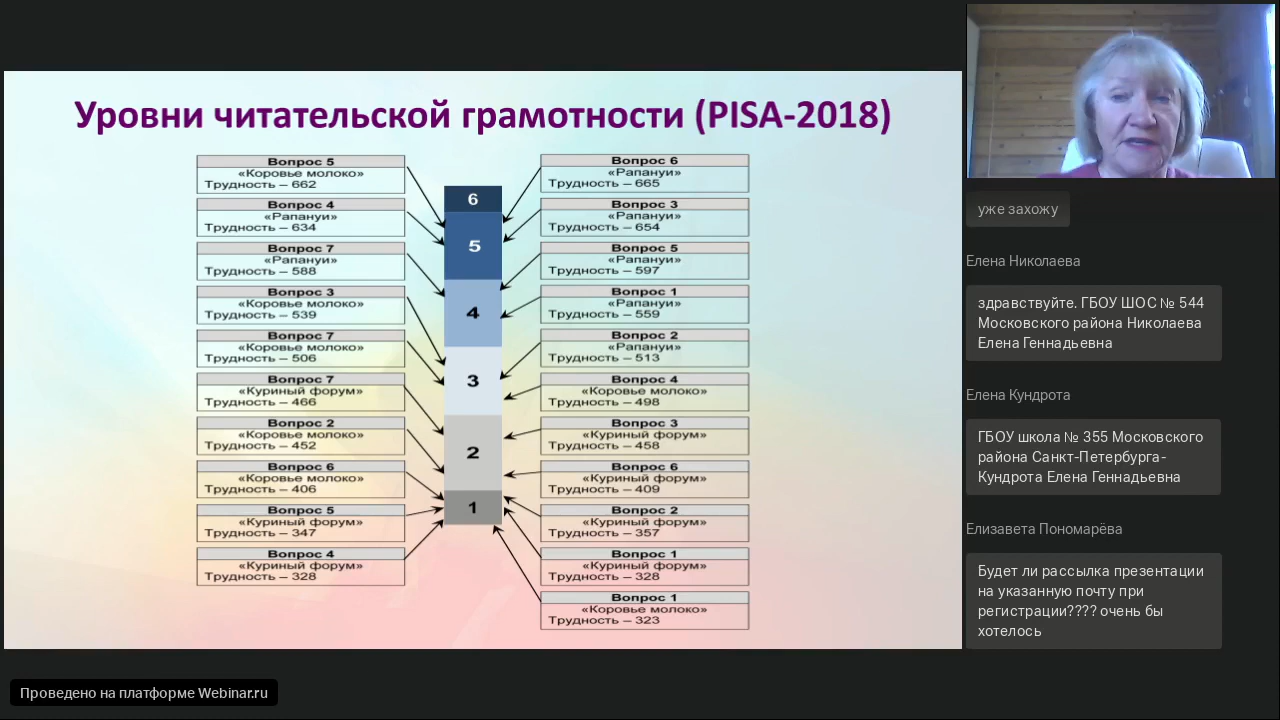 Уровни читательской грамотности (PISA-2018)
Вопрос 5
«Коровье молоко»
Трудность – 662
Вопрос 4
«Рапануи»
Трудность – 634
Вопрос 7
«Рапануи»
Трудность – 588
Вопрос 3
«Коровье молоко»
Трудность – 539
Вопрос 7
«Коровье молоко»
Трудность – 506
Вопрос 7
«Куриный форум»
Трудность – 466
Вопрос 2
«Коровье молоко»
Трудность – 452
Вопрос 6
«Коровье молоко»
Трудность – 406
Вопрос 5
«Куриный форум»
Трудность – 347
Вопрос 4
«Куриный форум»
Трудность – 328
6
5
4
3
2
1
Вопрос 6
«Рапануи»
Трудность – 665
Вопрос 3
«Рапануи»
Трудность – 654
Вопрос 5
«Рапануи»
Трудность – 597
Вопрос 1
«Рапануи»
Трудность – 559
Вопрос 2
«Рапануи»
Трудность – 513
Вопрос 4
«Коровье молоко»
Трудность – 498
Вопрос 3
«Куриный форум»
Трудность – 458
Вопрос 6
«Куриный форум»
Трудность – 409
Вопрос 2
«Куриный форум»
Трудность – 357
Вопрос 1
«Куриный форум»
Трудность – 328
Вопрос 1
«Коровье молоко»
Трудность – 323
уже захожу
Елена Николаева
здравствуйте. ГБОУ ШОС № 544
Московского района Николаева
Елена Геннадьевна
Елена Кундрота
ГБОУ школа № 355 Московского
района Санкт-Петербурга-
Кундрота Елена Геннадьевна
Елизавета Пономарёва
Будет ли рассылка презентации
на указанную почту при
регистрации???? очень бы
хотелось
Проведено на платформе Webinar.ru